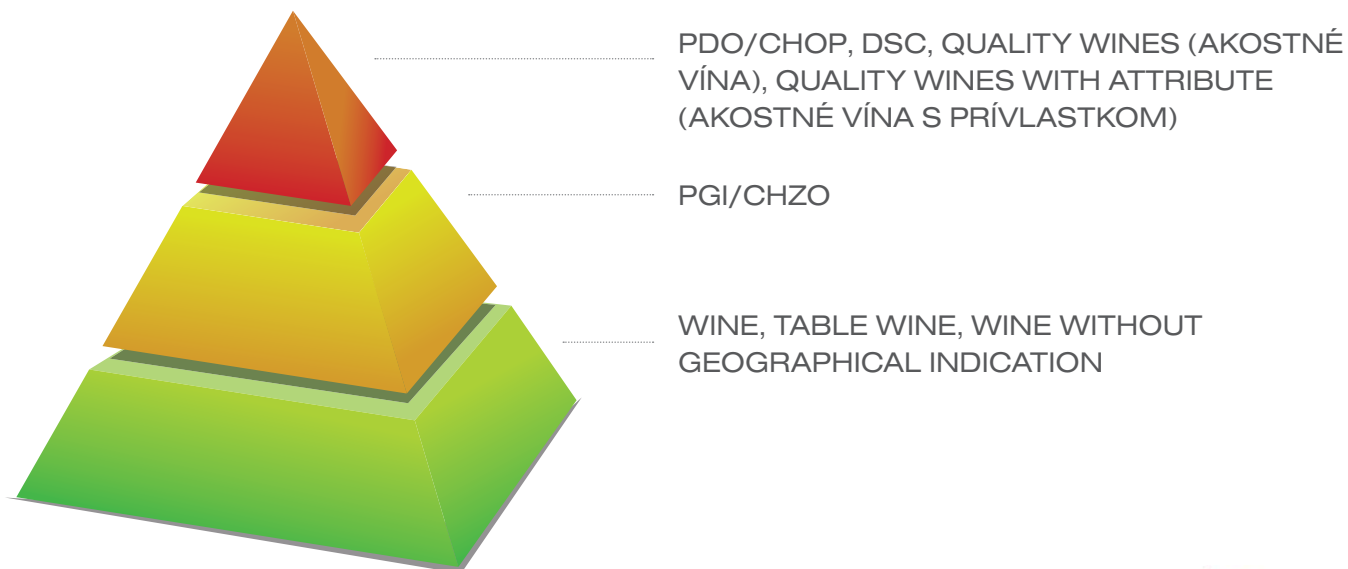 PDO/CHOP, DSC, QUALITY WINES (AKOSTNÉ
VÍNA), QUALITY WINES WITH ATTRIBUTE
(AKOSTNÉ VÍNA S PRÍVLASTKOM)
PGI/CHZO
WINE, TABLE WINE, WINE WITHOUT
GEOGRAPHICAL INDICATION